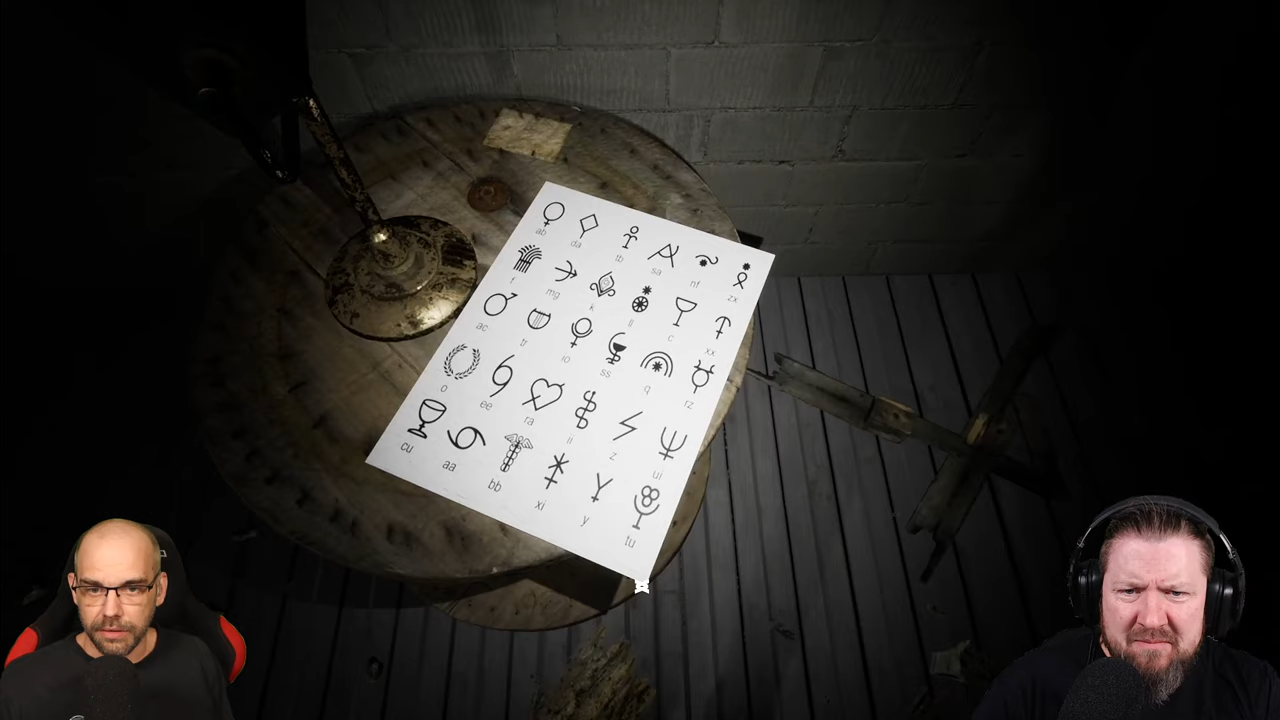 ab da tb sa nf zx
f mg k ll c xx
ac tr io ss q rz
o ee ra ii z ui
cu aa bb xi y tu